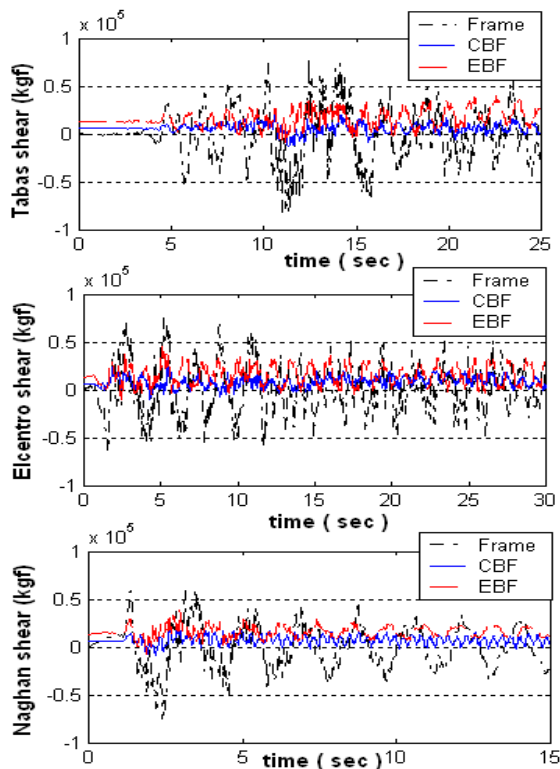 x 10^5
Tabas shear (kgf)
1
0.5
0
-0.5
-1
Frame
CBF
EBF
0 5 10 15 20 25
time ( sec )
x 10^5
Elcentro shear (kgf)
1
0.5
0
-0.5
-1
Frame
CBF
EBF
0 5 10 15 20 25 30
time ( sec )
x 10^5
Naghan shear (kgf)
1
0.5
0
-0.5
-1
Frame
CBF
EBF
0 5 10 15
time ( sec )